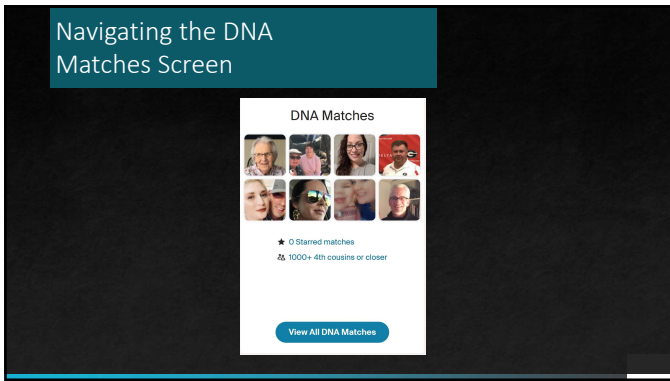 Navigating the DNA
Matches Screen
DNA Matches
0 Starred matches
1000+ 4th cousins or closer
View All DNA Matches